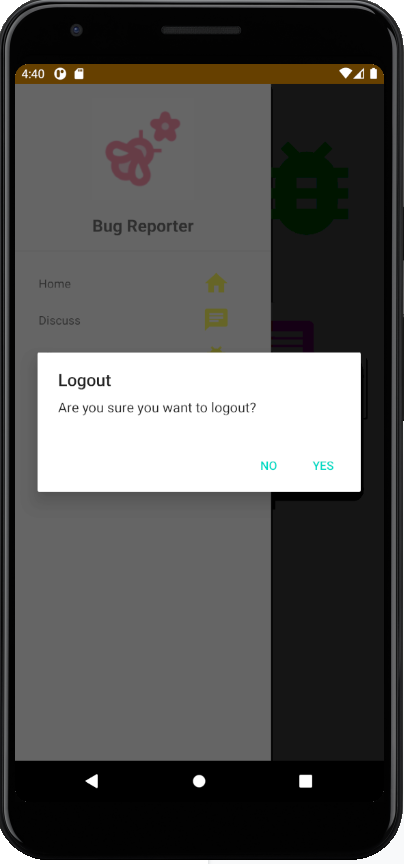 4:40
Bug Reporter
Home
Discuss
Logout
Are you sure you want to logout?
NO YES